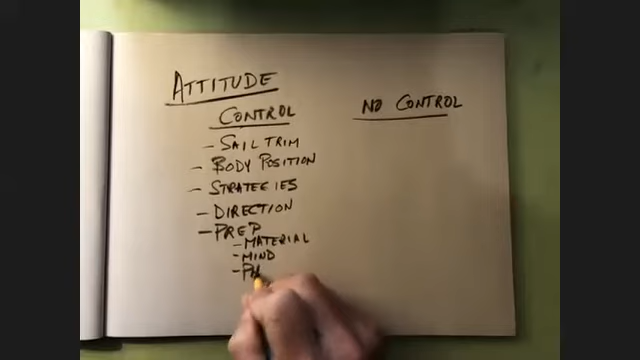 ATTITUDE
CONTROL
NO CONTROL
- SAIL TRIM
- BODY POSITION
- STRATEGIES
- DIRECTION
- PREP
- MATERIAL
- MIND